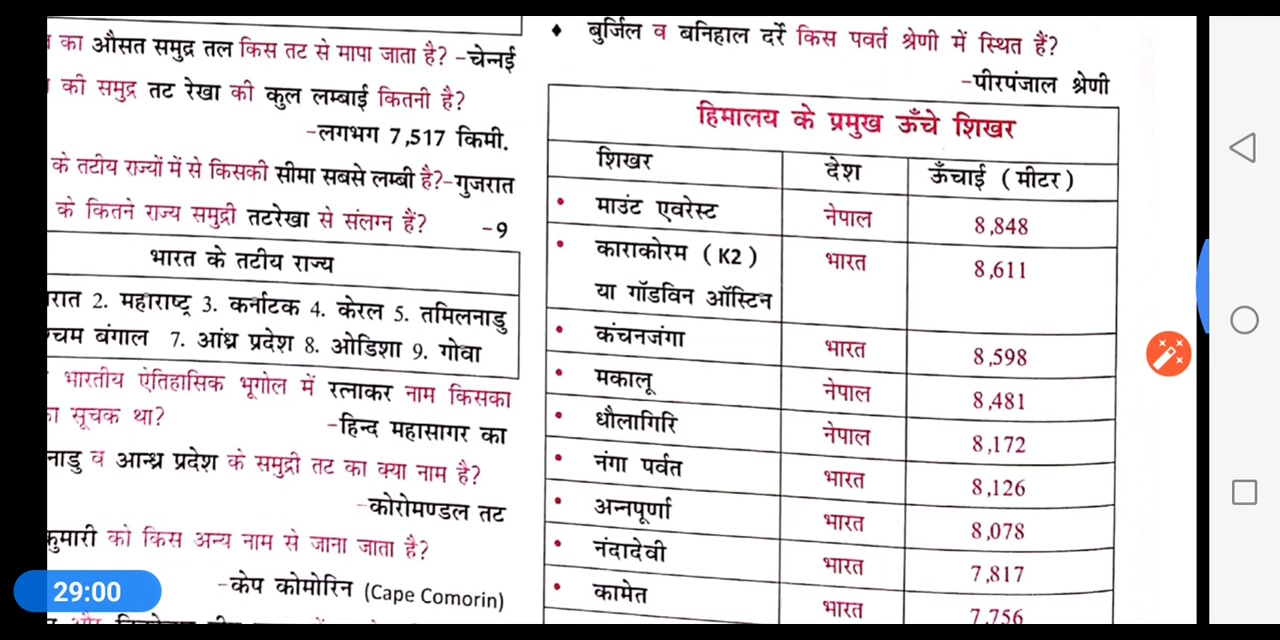 का औसत समुद्र तल किस तट से मापा जाता है? -चेन्नई
की समुद्र तट रेखा की कुल लम्बाई कितनी है?
-लगभग 7,517 किमी.
के तटीय राज्यों में से किसकी सीमा सबसे लम्बी है?-गुजरात
के कितने राज्य समुद्री तटरेखा से संलग्न हैं? -9
भारत के तटीय राज्य
रात 2. महाराष्ट्र 3. कर्नाटक 4. केरल 5. तमिलनाडु
चम बंगाल 7. आंध्र प्रदेश 8. ओडिशा 9. गोवा
भारतीय ऐतिहासिक भूगोल में रत्नाकर नाम किसका
सूचक था? -हिन्द महासागर का
नाडु व आन्ध्र प्रदेश के समुद्री तट का क्या नाम है?
-कोरोमण्डल तट
कुमारी को किस अन्य नाम से जाना जाता है?
-केप कोमोरिन (Cape Comorin)
29:00
♦ बुर्जिल व बनिहाल दर्रे किस पवर्त श्रेणी में स्थित हैं?
-पीरपंजाल श्रेणी
हिमालय के प्रमुख ऊँचे शिखर
शिखर देश ऊँचाई (मीटर)
• माउंट एवरेस्ट नेपाल 8,848
• काराकोरम (K2) भारत 8,611
या गॉडविन ऑस्टिन
• कंचनजंगा भारत 8,598
• मकालू नेपाल 8,481
• धौलागिरि नेपाल 8,172
• नंगा पर्वत भारत 8,126
• अन्नपूर्णा भारत 8,078
• नंदादेवी भारत 7,817
• कामेत भारत 7,756